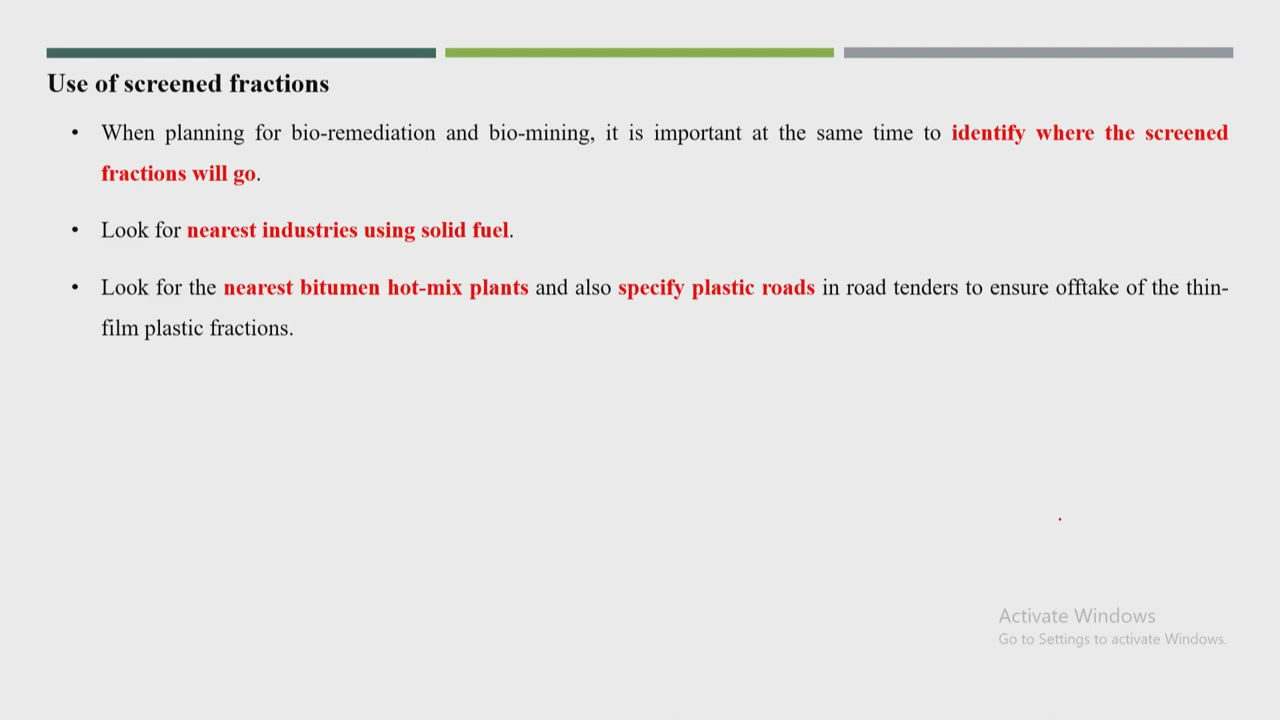 Use of screened fractions
• When planning for bio-remediation and bio-mining, it is important at the same time to identify where the screened
fractions will go.
• Look for nearest industries using solid fuel.
• Look for the nearest bitumen hot-mix plants and also specify plastic roads in road tenders to ensure offtake of the thin-
film plastic fractions.
Activate Windows
Go to Settings to activate Windows.